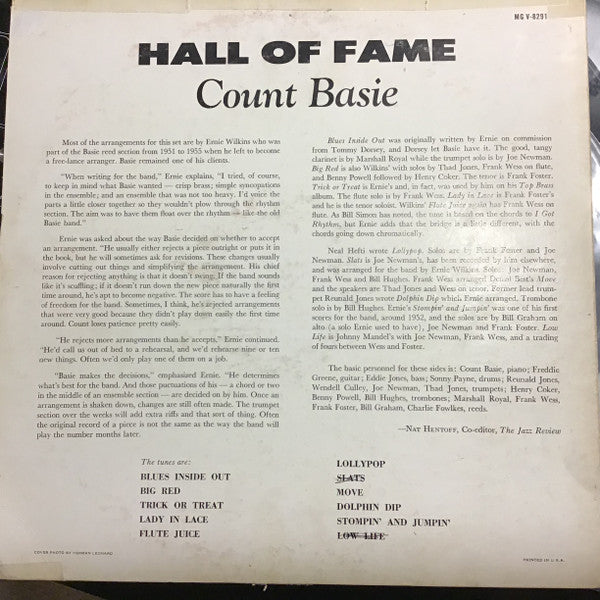 MG V-8291
HALL OF FAME
Count Basie
Most of the arrangements for this set are by Ernie Wilkins who was
part of the Basie reed section from 1951 to 1955 when he left to become
a free-lance arranger. Basie remained one of his clients.
"When writing for the band," Ernie explains, "I tried, of course,
to keep in mind what Basie wanted — crisp brass; simple syncopations
in the ensemble; and an ensemble that was not too heavy. I'd voice the
parts a little closer together so they wouldn't plow through the rhythm
section. The aim was to have them float over the rhythm — like the old
Basie band."
Ernie was asked about the way Basie decided on whether to accept
an arrangement. "He usually either rejects a piece outright or puts it in
the book, but he will sometimes ask for revisions. These changes usually
involve cutting out things and simplifying the arrangement. His chief
reason for rejecting anything is that it doesn't swing. If the band sounds
like it's scuffling; if it doesn't run down the new piece naturally the first
time around, he's apt to become negative. The score has to have a feeling
of freedom for the band. Sometimes, I think, he's rejected arrangements
that were very good because they didn't play down easily the first time
around. Count loses patience pretty easily.
"He rejects more arrangements than he accepts," Ernie continued.
"He'd call us out of bed to a rehearsal, and we'd rehearse nine or ten
new things. Often we'd only play one of them on a job.
"Basie makes the decisions," emphasized Ernie. "He determines
what's best for the band. And those puctuations of his — a chord or two
in the middle of an ensemble section — are decided on by him. Once an
arrangement is shaken down, changes are still often made. The trumpet
section over the weeks will add extra riffs and that sort of thing. Often
the original record of a piece is not the same as the way the band will
play the number months later.
Blues Inside Out was originally written by Ernie on commission
from Tommy Dorsey, and Dorsey let Basie have it. The good, tangy
clarinet is by Marshall Royal while the trumpet solo is by Joe Newman.
Big Red is also Wilkins' with solos by Thad Jones, Frank Wess on flute,
and Benny Powell followed by Henry Coker. The tenor is Frank Foster.
Trick or Treat is Ernie's and, in fact, was used by him on his Top Brass
album. The flute solo is by Frank Wess. Lady in Lace is Frank Foster's
and he is the tenor soloist. Wilkins' Flute Juice again has Frank Wess on
flute. As Bill Simon has noted, the tune is based on the chords to I Got
Rhythm, but Ernie adds that the bridge is a little different, with the
chords going down chromatically.
Neal Hefti wrote Lollypop. Solos are by Frank Foster and Joe
Newman. Slats is Joe Newman's, has been recorded by him elsewhere,
and was arranged for the band by Ernie Wilkins. Solos: Joe Newman,
Frank Wess and Bill Hughes. Frank Wess arranged Denzil Best's Move
and the speakers are Thad Jones and Wess on tenor. Former lead trum-
pet Reunald Jones wrote Dolphin Dip which Ernie arranged. Trombone
solo is by Bill Hughes. Ernie's Stompin' and Jumpin' was one of his first
scores for the band, around 1952, and the solos are by Bill Graham on
alto (a solo Ernie used to have), Joe Newman and Frank Foster. Low
Life is Johnny Mandel's with Joe Newman, Frank Wess, and a trading
of fours between Wess and Foster.
The basic personnel for these sides is: Count Basie, piano; Freddie
Greene, guitar; Eddie Jones, bass; Sonny Payne, drums; Reunald Jones,
Wendell Culley, Joe Newman, Thad Jones, trumpets; Henry Coker,
Benny Powell, Bill Hughes, trombones; Marshall Royal, Frank Wess,
Frank Foster, Bill Graham, Charlie Fowlkes, reeds.
—NAT HENTOFF, Co-editor, The Jazz Review
The tunes are:
BLUES INSIDE OUT
BIG RED
TRICK OR TREAT
LADY IN LACE
FLUTE JUICE
LOLLYPOP
SLATS
MOVE
DOLPHIN DIP
STOMPIN' AND JUMPIN'
LOW LIFE
COVER PHOTO BY HERMAN LEONARD
PRINTED IN U.S.A.